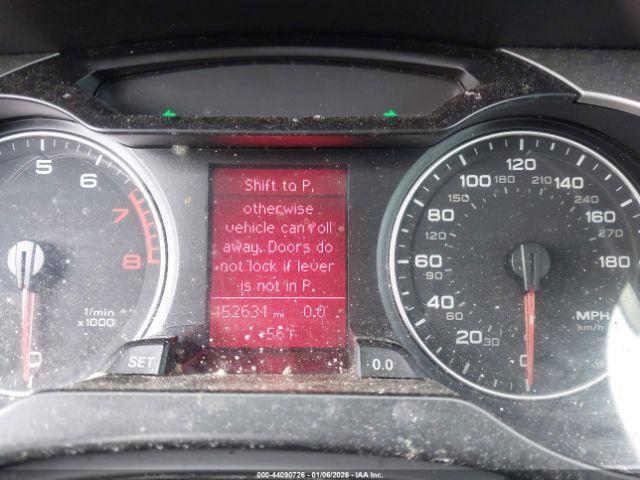 5
6
7
8
1/min
x1000
0
SET
Shift to P,
otherwise
vehicle can roll
away. Doors do
not lock if lever
is not in P.
152631 mi 0.0
+56°F
0.0
0
20
30
40
60
60
90
80
120
100
150
120
180
140
210
160
240
180
270
MPH
km/h
000-44090726 - 01/06/2026 - IAA Inc.